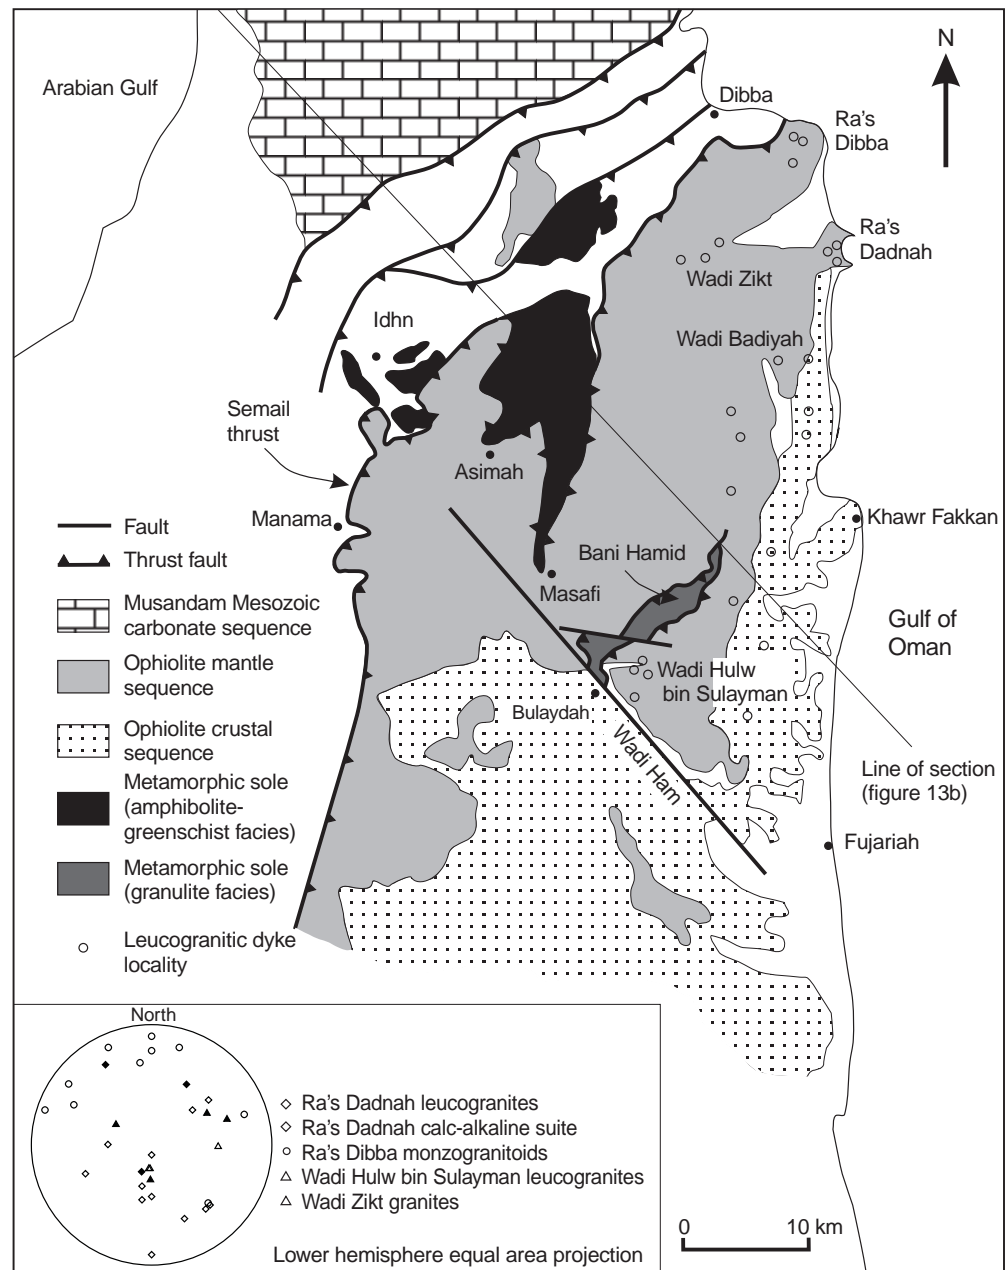 Arabian Gulf
N
Dibba
Ra's
Dibba
Ra's
Dadnah
Wadi Zikt
Idhn
Wadi Badiyah
Semail
thrust
Asimah
Manama
Khawr Fakkan
Bani Hamid
Masafi
Gulf of
Oman
Wadi Hulw
bin Sulayman
Bulaydah
Wadi Ham
Line of section
(figure 13b)
Fujariah
Fault
Thrust fault
Musandam Mesozoic
carbonate sequence
Ophiolite mantle
sequence
Ophiolite crustal
sequence
Metamorphic sole
(amphibolite-
greenschist facies)
Metamorphic sole
(granulite facies)
Leucogranitic dyke
locality
North
Ra's Dadnah leucogranites
Ra's Dadnah calc-alkaline suite
Ra's Dibba monzogranitoids
Wadi Hulw bin Sulayman leucogranites
Wadi Zikt granites
Lower hemisphere equal area projection
0 10 km